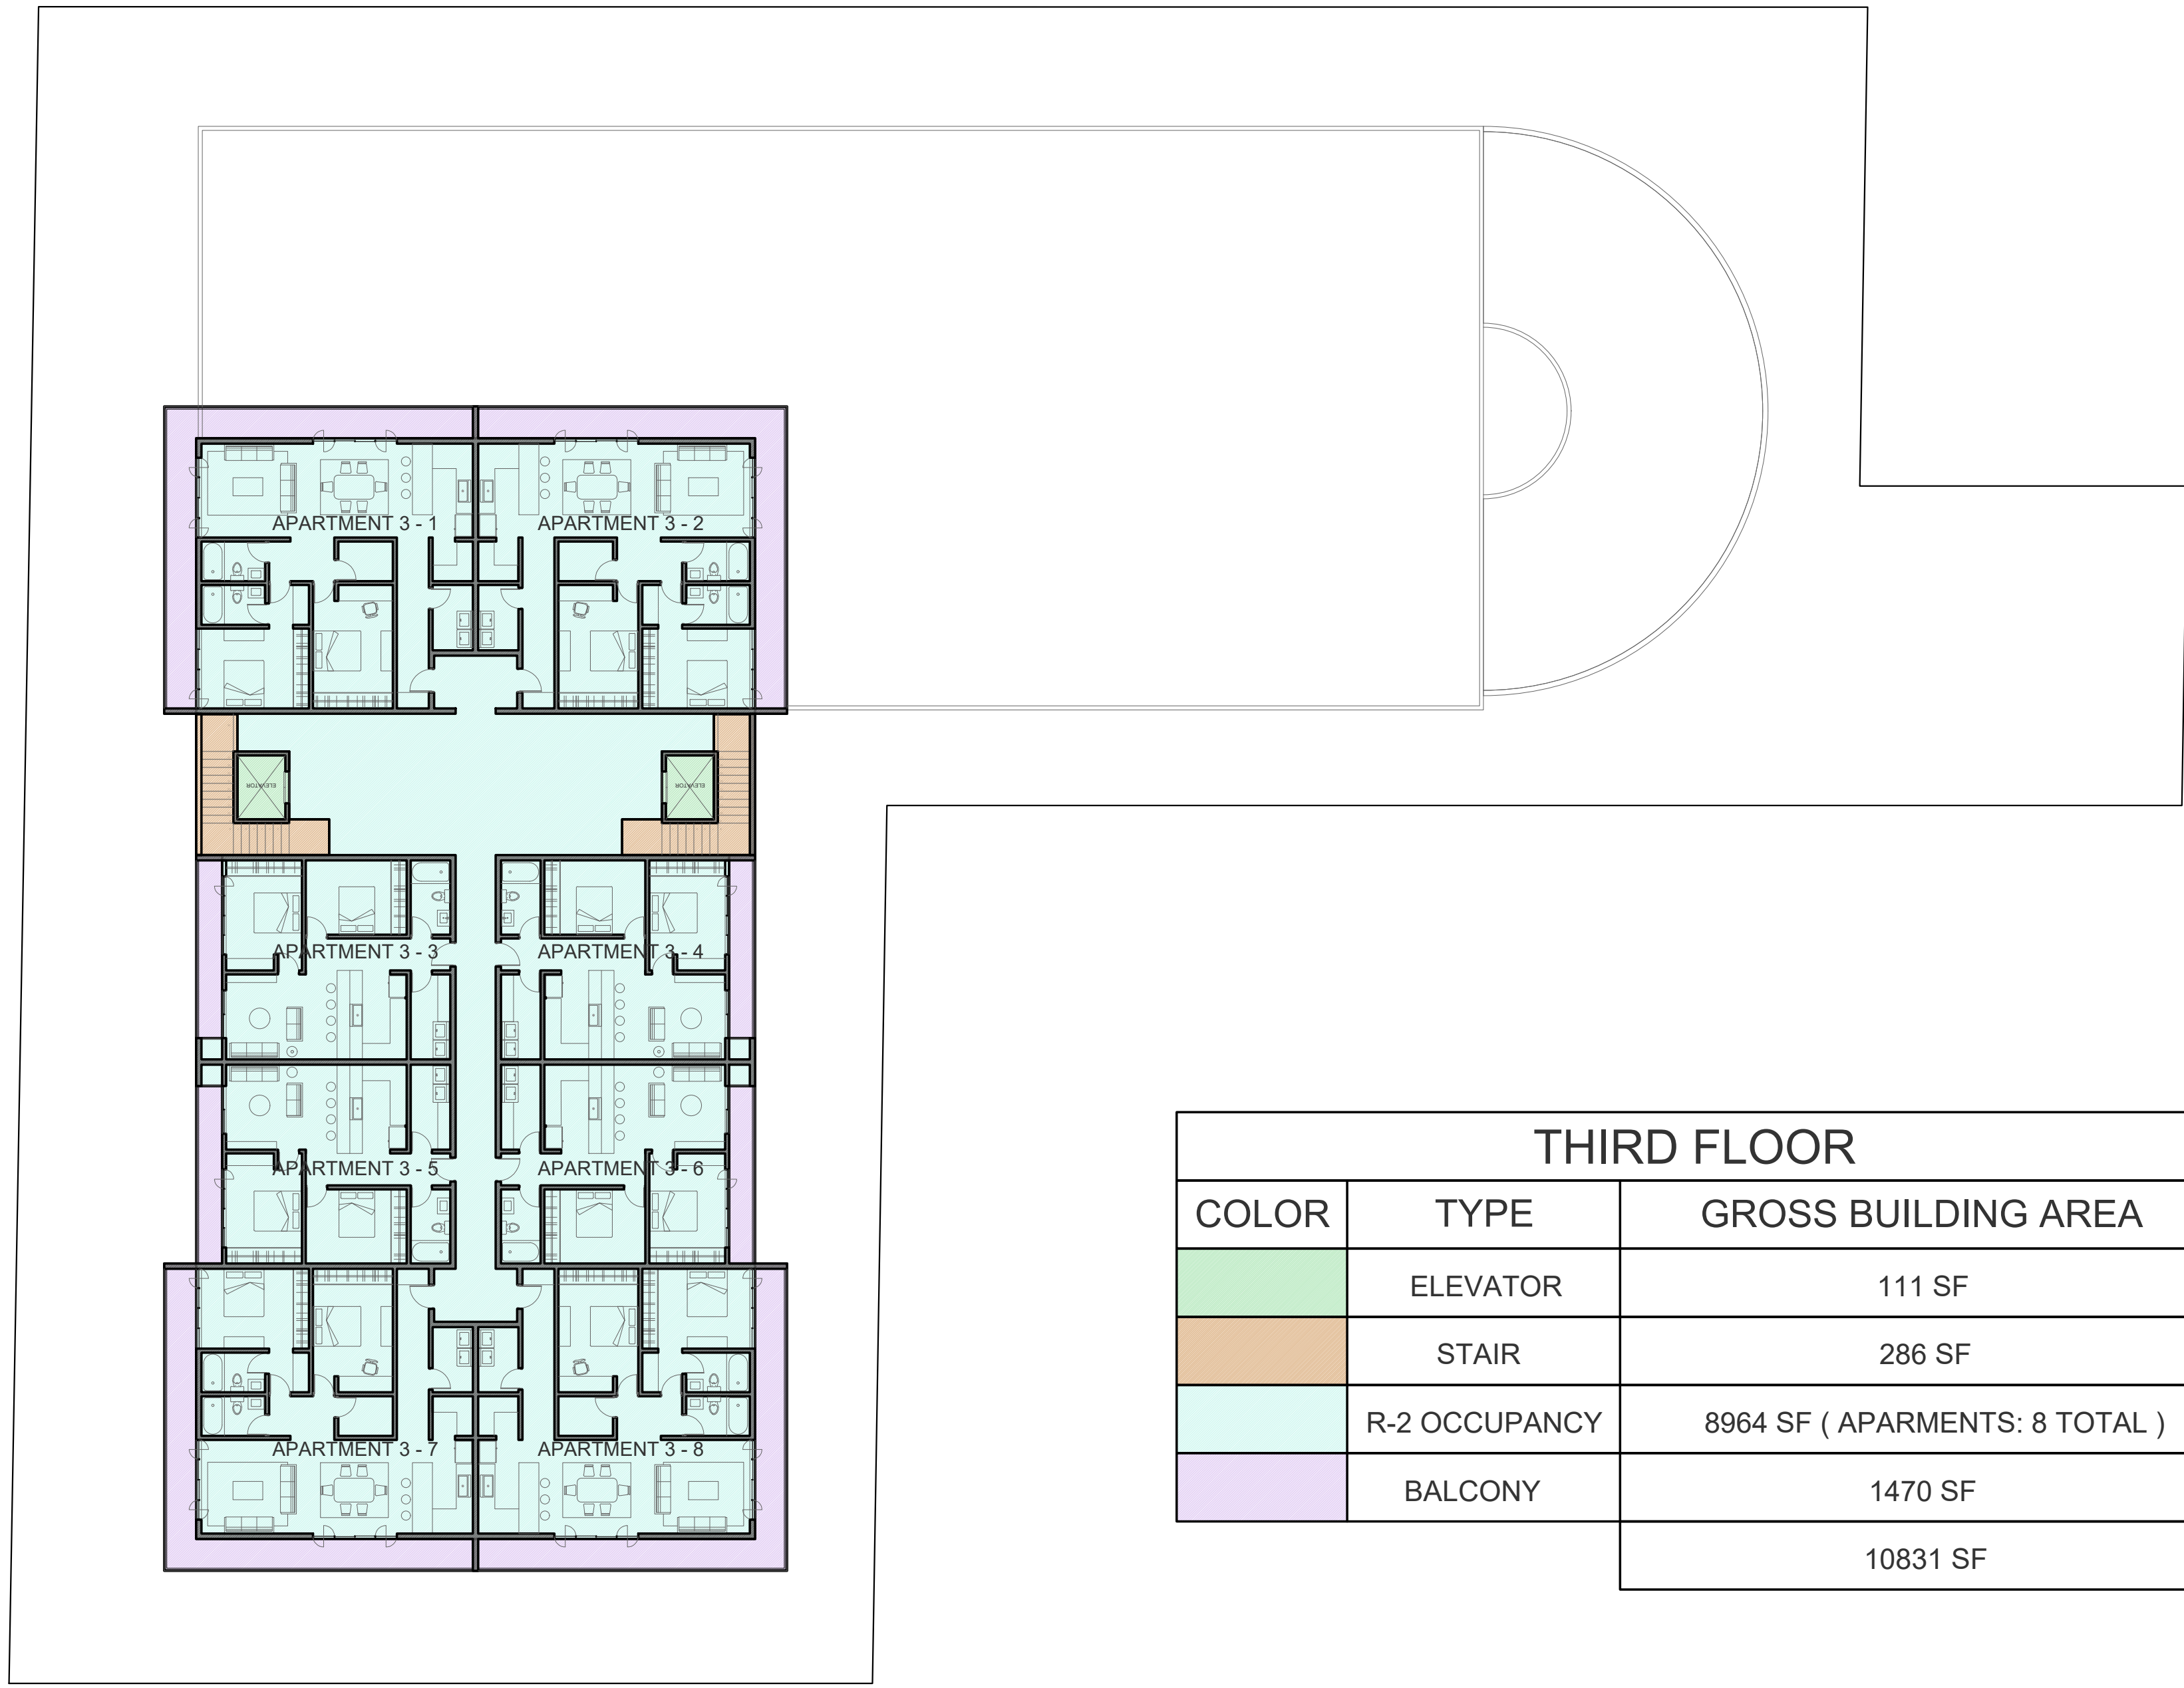 APARTMENT 3 - 1
APARTMENT 3 - 2
ELEVATOR
ELEVATOR
APARTMENT 3 - 3
APARTMENT 3 - 4
APARTMENT 3 - 5
APARTMENT 3 - 6
APARTMENT 3 - 7
APARTMENT 3 - 8
THIRD FLOOR
COLOR TYPE GROSS BUILDING AREA
ELEVATOR 111 SF
STAIR 286 SF
R-2 OCCUPANCY 8964 SF ( APARMENTS: 8 TOTAL )
BALCONY 1470 SF
10831 SF